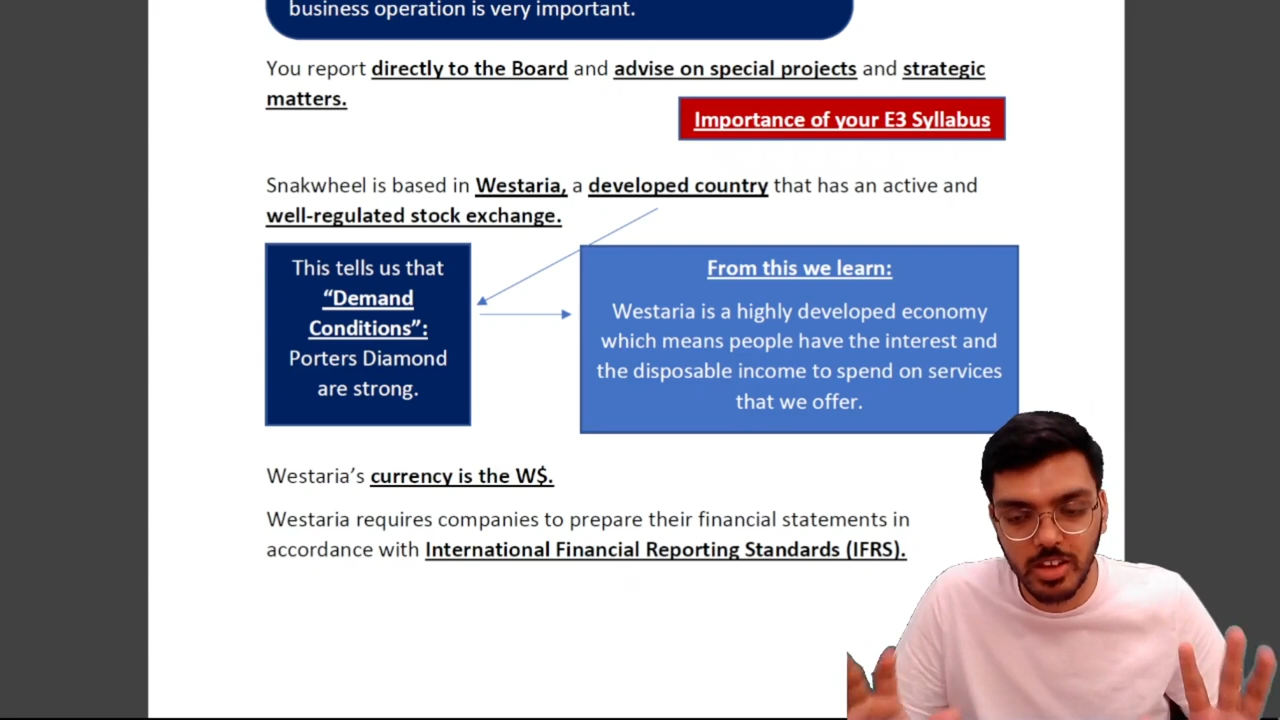 business operation is very important.
You report directly to the Board and advise on special projects and strategic
matters.
Importance of your E3 Syllabus
Snakwheel is based in Westaria, a developed country that has an active and
well-regulated stock exchange.
This tells us that
“Demand
Conditions”:
Porters Diamond
are strong.
From this we learn:
Westaria is a highly developed economy
which means people have the interest and
the disposable income to spend on services
that we offer.
Westaria’s currency is the W$.
Westaria requires companies to prepare their financial statements in
accordance with International Financial Reporting Standards (IFRS).